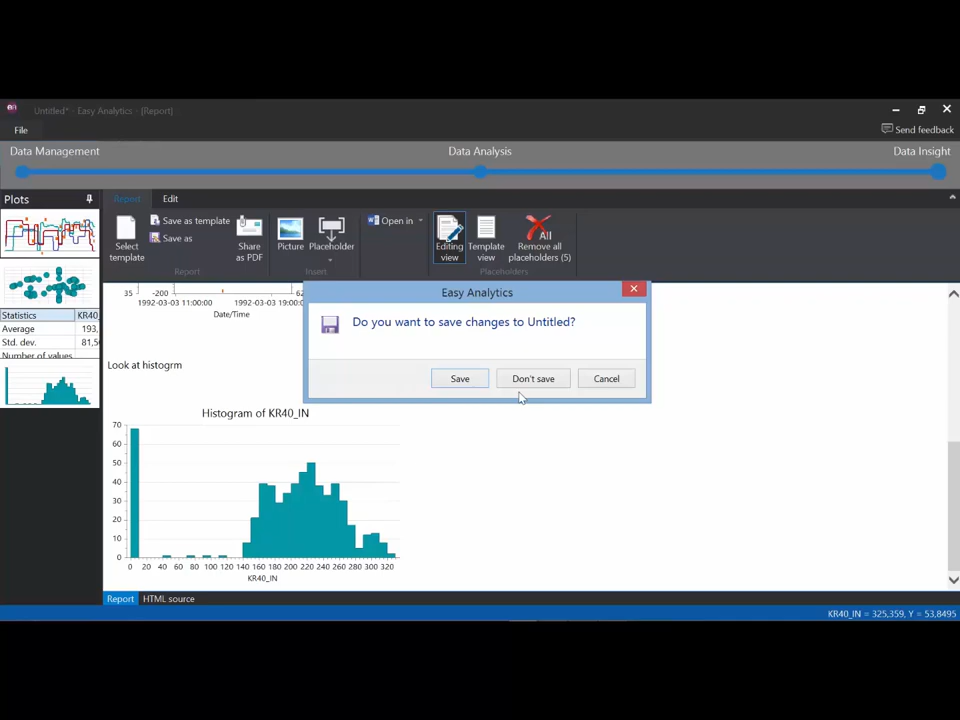 Untitled* - Easy Analytics - [Report]
File
Send feedback
Data Management
Data Analysis
Data Insight
Plots
Report
Edit
Select template
Save as template
Save as
Share as PDF
Report
Picture
Placeholder
Insert
Open in
Editing view
Template view
All
Remove all placeholders (5)
Placeholders
Statistics KR40
Average 193,
Std. dev. 81,5
Number of values
35 -200
1992-03-03 11:00:00
1992-03-03 19:00:00
62
Date/Time
Easy Analytics
Do you want to save changes to Untitled?
Save
Don't save
Cancel
Look at histogrm
Histogram of KR40_IN
70
60
50
40
30
20
10
0
0 20 40 60 80 100 120 140 160 180 200 220 240 260 280 300 320
KR40_IN
Report
HTML source
KR40_IN = 325,359, Y = 53,8495